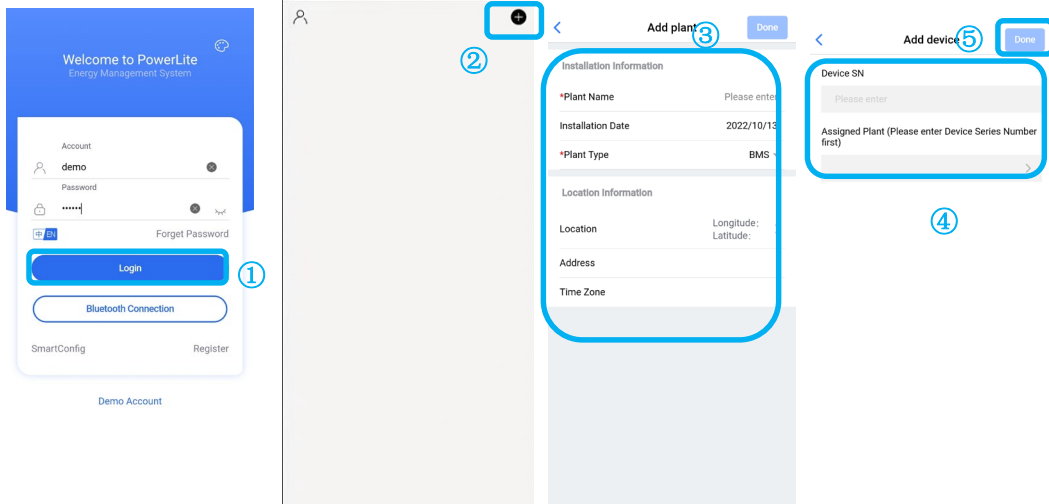 Welcome to PowerLite
Energy Management System
Account
demo
Password
••••••
中 EN
Forget Password
Login
①
Bluetooth Connection
SmartConfig
Register
Demo Account
②
Add plant
③
Done
Installation Information
*Plant Name
Please enter
Installation Date
2022/10/13
*Plant Type
BMS
Location Information
Location
Longitude:
Latitude:
Address
Time Zone
Add device
⑤
Done
Device SN
Please enter
Assigned Plant (Please enter Device Series Number
first)
④